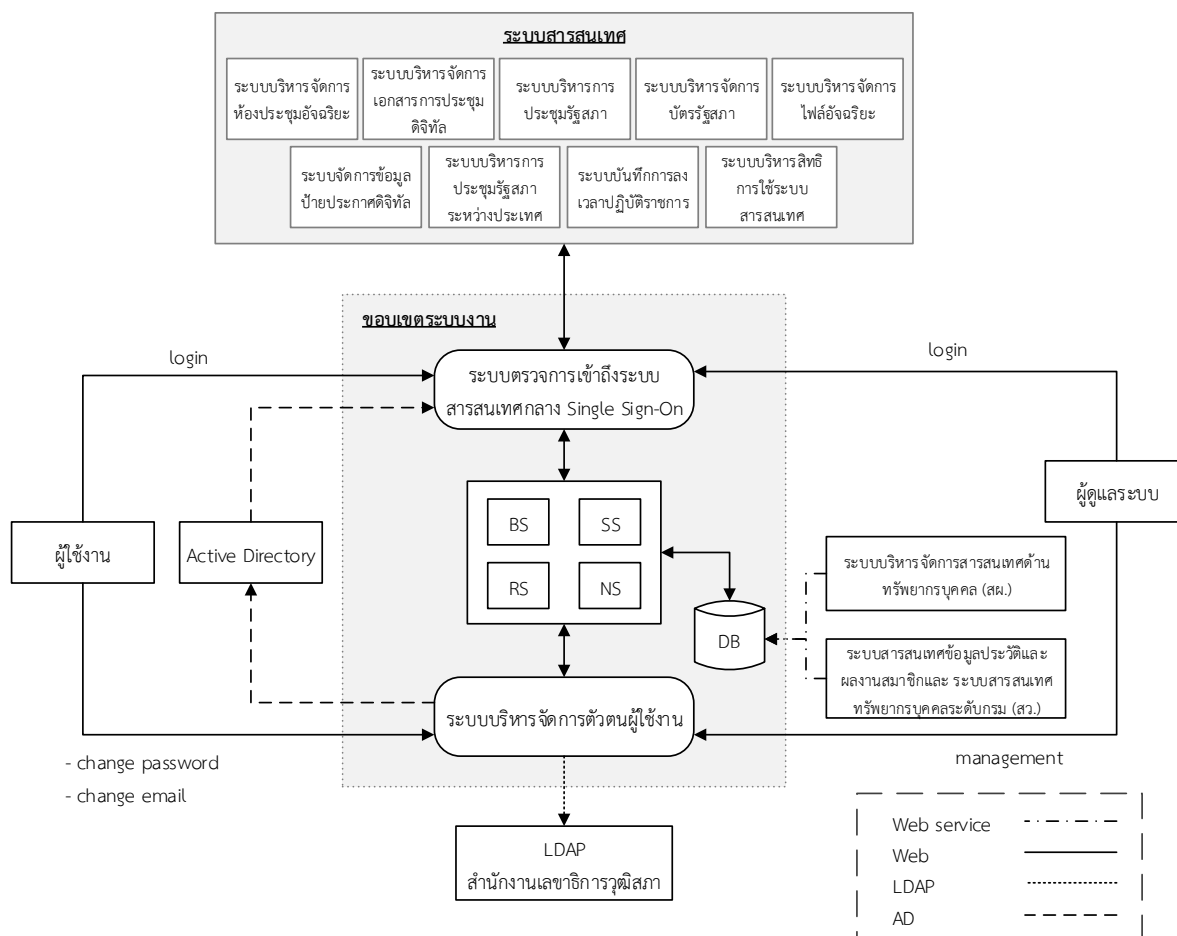 ระบบสารสนเทศ
ระบบบริหารจัดการ
ห้องประชุมอัจฉริยะ
ระบบบริหารจัดการ
เอกสารการประชุม
ดิจิทัล
ระบบบริหารการ
ประชุมรัฐสภา
ระบบบริหารจัดการ
บัตรรัฐสภา
ระบบบริหารจัดการ
ไฟล์อัจฉริยะ
ระบบจัดการข้อมูล
ป้ายประกาศดิจิทัล
ระบบบริหารการ
ประชุมรัฐสภา
ระหว่างประเทศ
ระบบบันทึกการลง
เวลาปฏิบัติราชการ
ระบบบริหารสิทธิ
การใช้ระบบ
สารสนเทศ
ขอบเขตระบบงาน
login
login
ระบบตรวจการเข้าถึงระบบ
สารสนเทศกลาง Single Sign-On
BS
SS
RS
NS
ผู้ใช้งาน
Active Directory
ผู้ดูแลระบบ
DB
ระบบบริหารจัดการสารสนเทศด้าน
ทรัพยากรบุคคล (สผ.)
ระบบสารสนเทศข้อมูลประวัติและ
ผลงานสมาชิกและ ระบบสารสนเทศ
ทรัพยากรบุคคลระดับกรม (สว.)
ระบบบริหารจัดการตัวตนผู้ใช้งาน
- change password
- change email
management
LDAP
สำนักงานเลขาธิการวุฒิสภา
Web service
Web
LDAP
AD